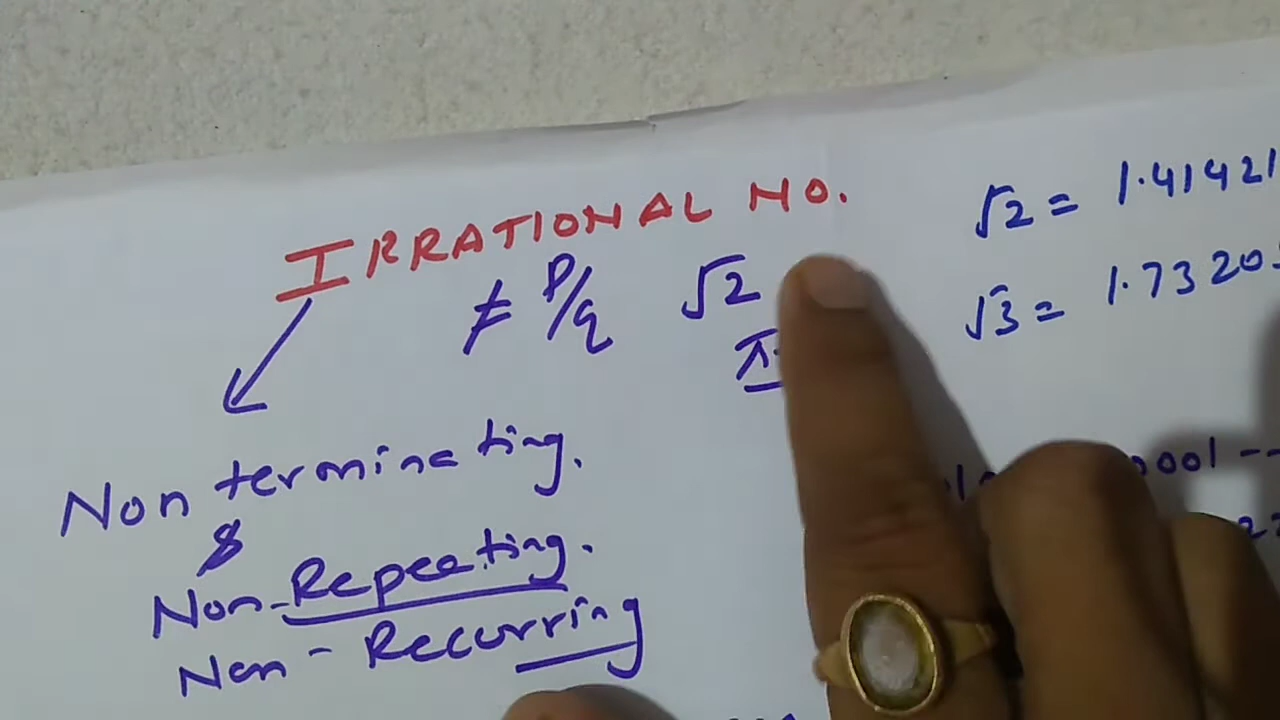 IRRATIONAL NO.
≠ P/q √2
π
Non terminating.
&
Non-Repeating.
Non-Recurring
√2 = 1.41421
√3 = 1.7320